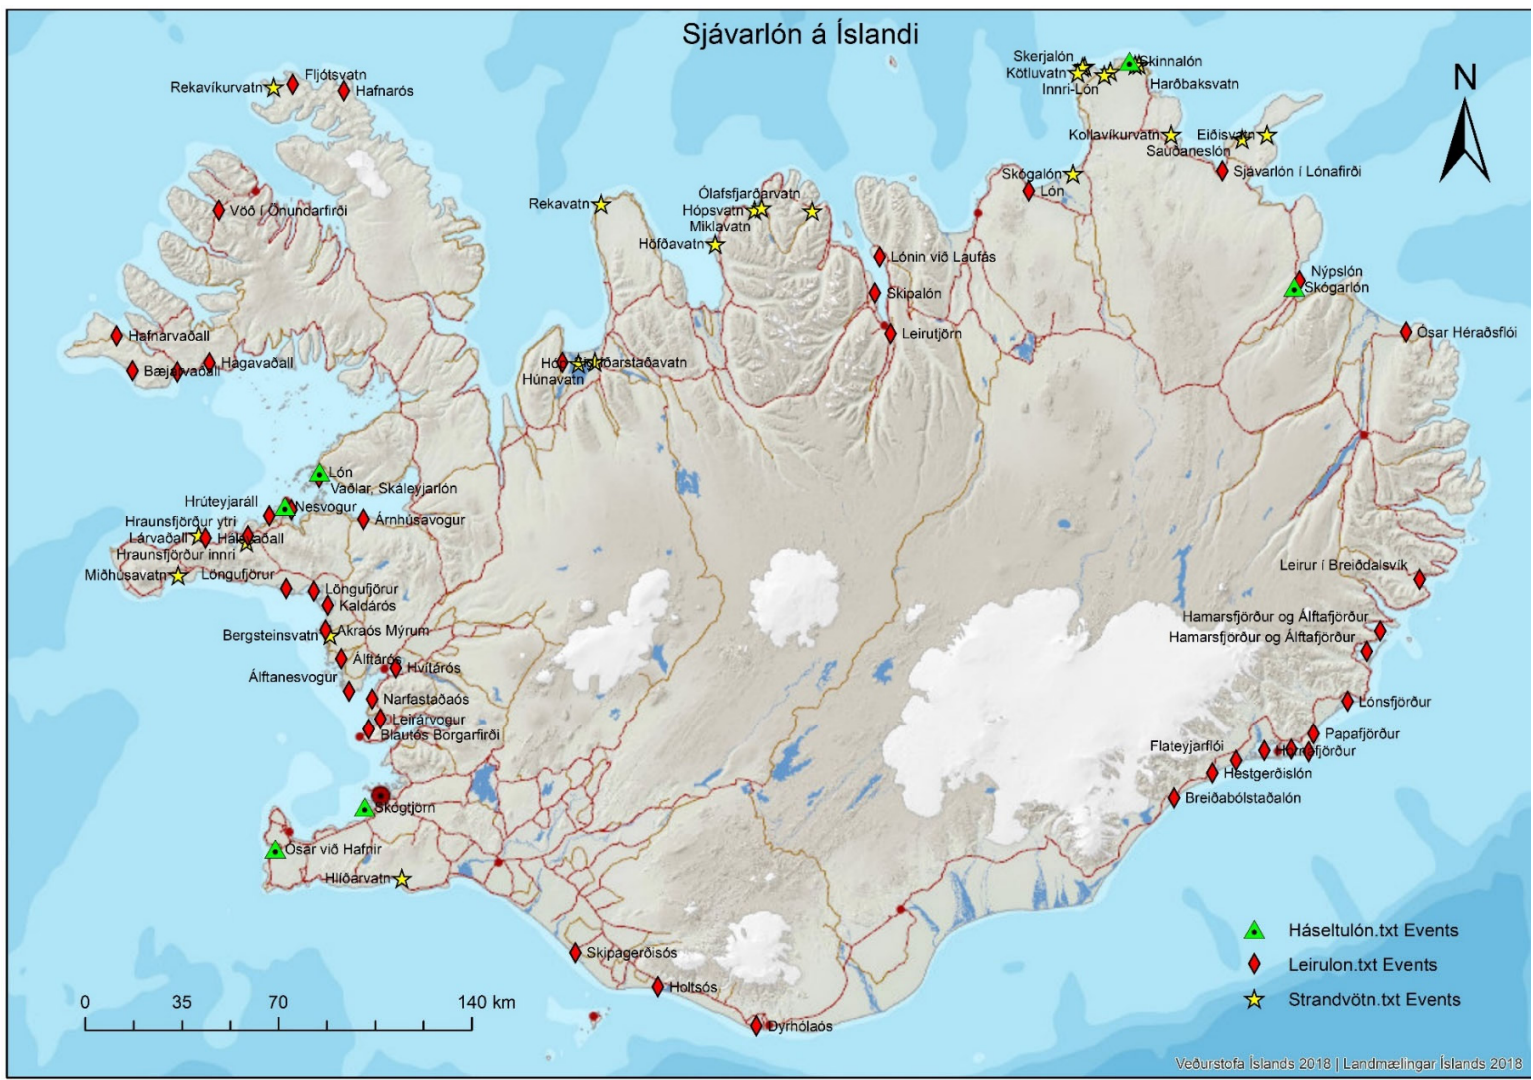 Sjávarlón á Íslandi
N
Skerjalón
Skinnalón
Kötluvatn
Innri-Lón
Harðbaksvatn
Rekavíkurvatn
Fljótsvatn
Hafnarós
Kollavíkurvatn
Eiðisvatn
Sauðaneslón
Sjávarlón í Lónafirði
Skógalón
Lón
Vöð í Önundarfirði
Rekavatn
Ólafsfjarðarvatn
Hópsvatn
Miklavatn
Höfðavatn
Lónin við Laufás
Skipalón
Leirutjörn
Nýpslón
Skógarlón
Ósar Héraðsflói
Hafnarvaðall
Bæjarvaðall
Hagavaðall
Hóp
Húnavatn
Lón
Vaðlar, Skáleyjarlón
Hrúteyjaráll
Nesvogur
Árnhúsavogur
Hraunsfjörður ytri
Lárvaðall
Hraunsfjörður innri
Miðhúsavatn
Löngufjörur
Löngufjörur
Kaldárós
Bergsteinsvatn
Akraós Mýrum
Álftárós
Hvítárós
Álftanesvogur
Narfastaðaós
Leirárvogur
Blautós Borgarfirði
Leirur í Breiðdalsvík
Hamarsfjörður og Álftafjörður
Hamarsfjörður og Álftafjörður
Lónsfjörður
Papafjörður
Flateyjarflói
Hornafjörður
Hestgerðislón
Breiðabólstaðalón
Skógtjörn
Ósar við Hafnir
Hlíðarvatn
Skipagerðisós
Holtsós
Dyrhólaós
0 35 70 140 km
Háseltulón.txt Events
Leirulon.txt Events
Strandvötn.txt Events
Veðurstofa Íslands 2018 | Landmælingar Íslands 2018